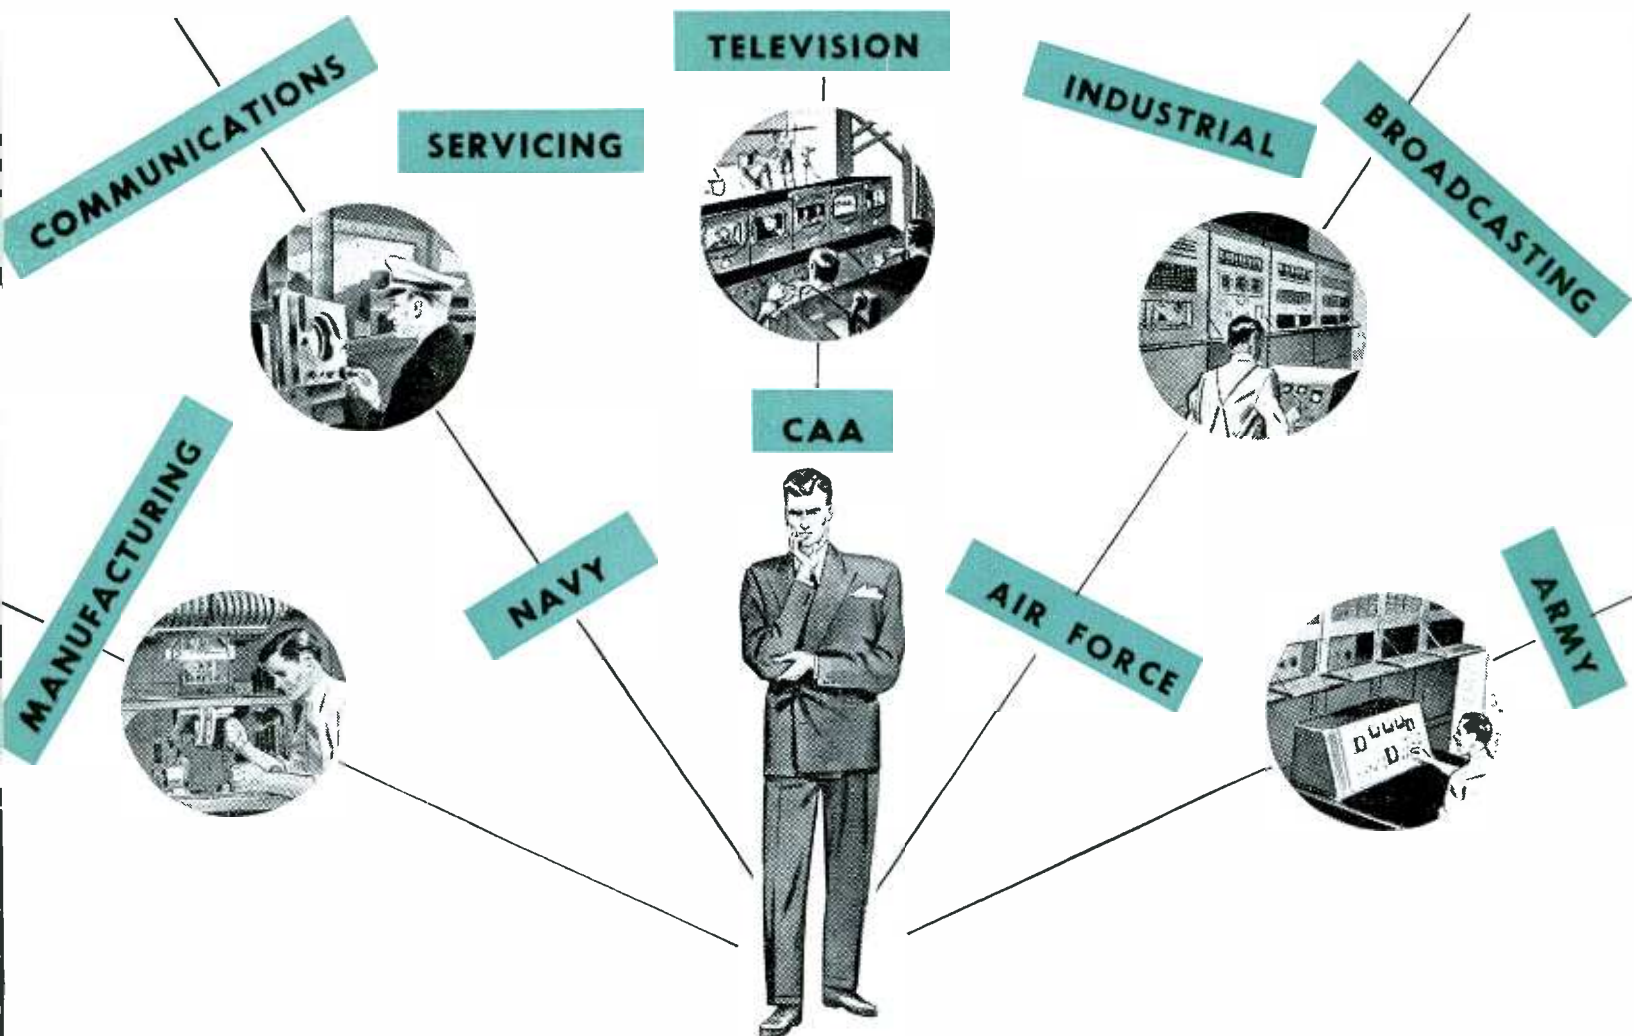 TELEVISION
COMMUNICATIONS
SERVICING
INDUSTRIAL
BROADCASTING
CAA
MANUFACTURING
NAVY
AIR FORCE
ARMY